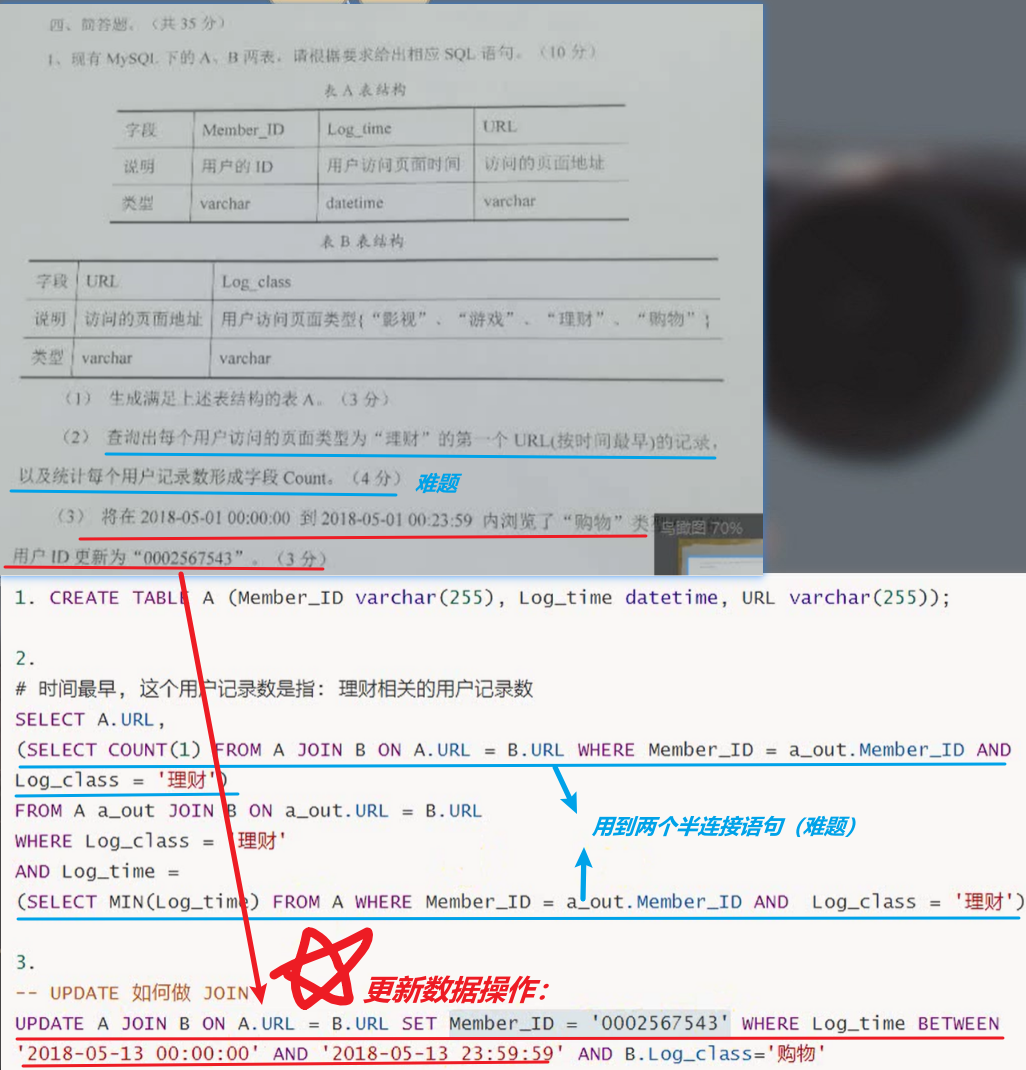 四、简答题。（共 35 分）
1、现有 MySQL 下的 A、B 两表，请根据要求给出相应 SQL 语句。（10 分）
表 A 表结构
字段 Member_ID Log_time URL
说明 用户的 ID 用户访问页面时间 访问的页面地址
类型 varchar datetime varchar
表 B 表结构
字段 URL Log_class
说明 访问的页面地址 用户访问页面类型{“影视”、“游戏”、“理财”、“购物”}
类型 varchar varchar
（1） 生成满足上述表结构的表 A。（3 分）
（2） 查询出每个用户访问的页面类型为“理财”的第一个 URL(按时间最早)的记录，
以及统计每个用户记录数形成字段 Count。（4 分） 难题
（3） 将在 2018-05-01 00:00:00 到 2018-05-01 00:23:59 内浏览了“购物”类
鸟瞰图 70%
用户 ID 更新为“0002567543”。（3 分）
1. CREATE TABLE A (Member_ID varchar(255), Log_time datetime, URL varchar(255));
2.
# 时间最早, 这个用户记录数是指: 理财相关的用户记录数
SELECT A.URL,
(SELECT COUNT(1) FROM A JOIN B ON A.URL = B.URL WHERE Member_ID = a_out.Member_ID AND
Log_class = '理财')
FROM A a_out JOIN B ON a_out.URL = B.URL
用到两个半连接语句（难题）
WHERE Log_class = '理财'
AND Log_time =
(SELECT MIN(Log_time) FROM A WHERE Member_ID = a_out.Member_ID AND Log_class = '理财')
3.
更新数据操作：
-- UPDATE 如何做 JOIN
UPDATE A JOIN B ON A.URL = B.URL SET Member_ID = '0002567543' WHERE Log_time BETWEEN
'2018-05-13 00:00:00' AND '2018-05-13 23:59:59' AND B.Log_class='购物'